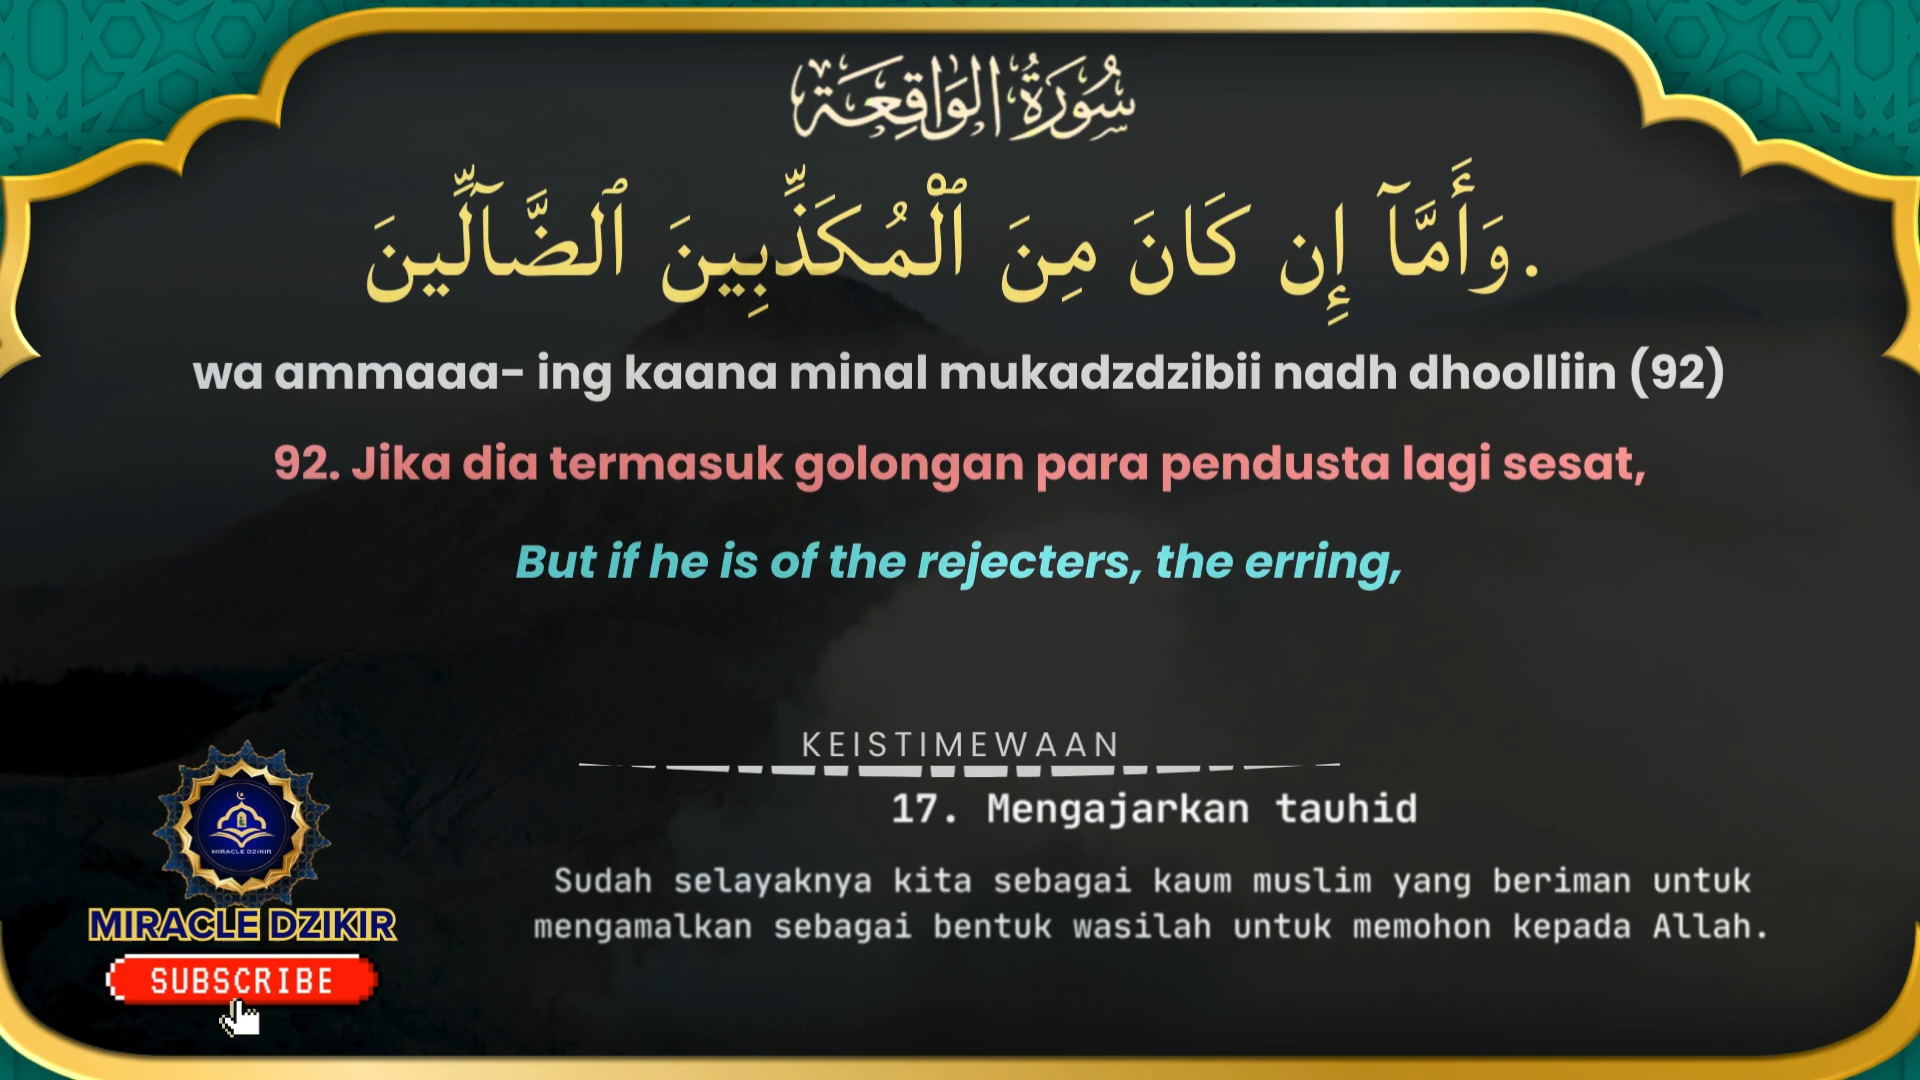 سُورَةُ الوَاقِعَة
وَأَمَّآ إِن كَانَ مِنَ ٱلْمُكَذِّبِينَ ٱلضَّآلِّينَ.
wa ammaaa- ing kaana minal mukadzdzibii nadh dhoolliin (92)
92. Jika dia termasuk golongan para pendusta lagi sesat,
But if he is of the rejecters, the erring,
KEISTIMEWAAN
17. Mengajarkan tauhid
Sudah selayaknya kita sebagai kaum muslim yang beriman untuk
mengamalkan sebagai bentuk wasilah untuk memohon kepada Allah.
MIRACLE DZIKIR
MIRACLE DZIKIR
SUBSCRIBE